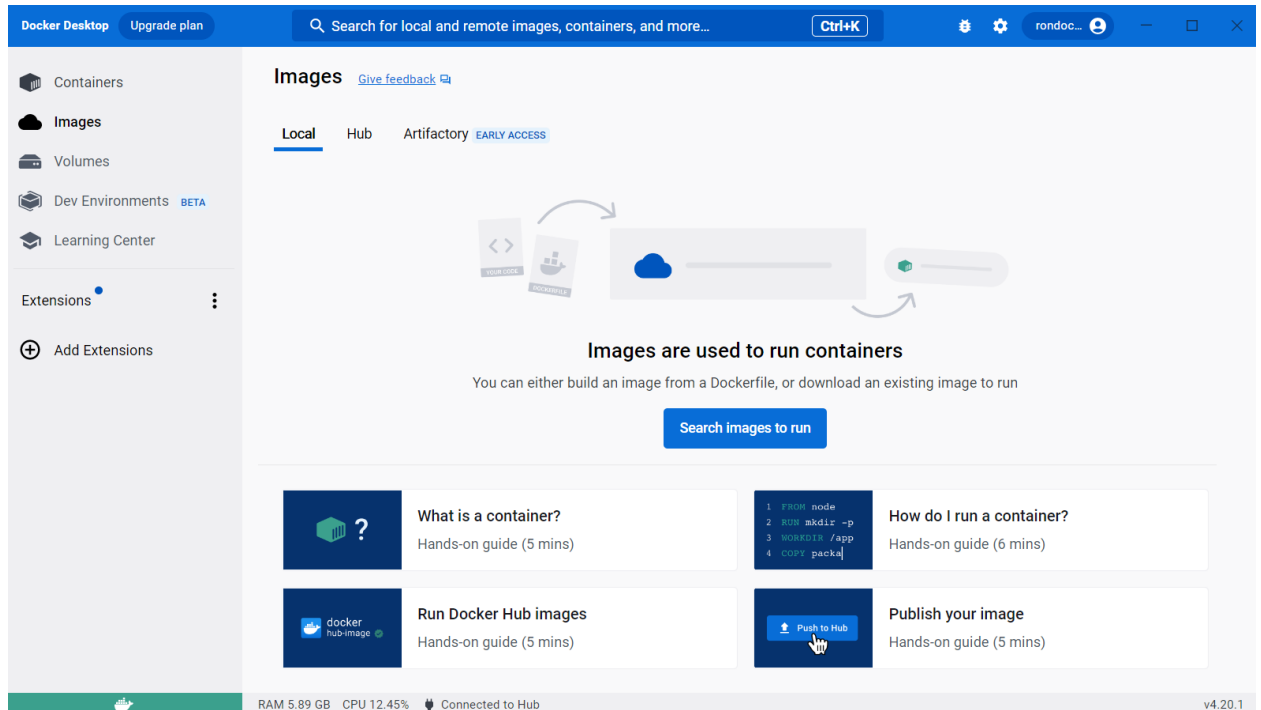 Docker Desktop Upgrade plan Search for local and remote images, containers, and more... Ctrl+K rondoc...
Containers
Images
Volumes
Dev Environments BETA
Learning Center
Extensions
Add Extensions
Images Give feedback
Local Hub Artifactory EARLY ACCESS
< >
YOUR CODE
DOCKERFILE
Images are used to run containers
You can either build an image from a Dockerfile, or download an existing image to run
Search images to run
?
What is a container?
Hands-on guide (5 mins)
1 FROM node
2 RUN mkdir -p
3 WORKDIR /app
4 COPY packa
How do I run a container?
Hands-on guide (6 mins)
docker
hub-image
Run Docker Hub images
Hands-on guide (5 mins)
Push to Hub
Publish your image
Hands-on guide (5 mins)
RAM 5.89 GB CPU 12.45% Connected to Hub v4.20.1